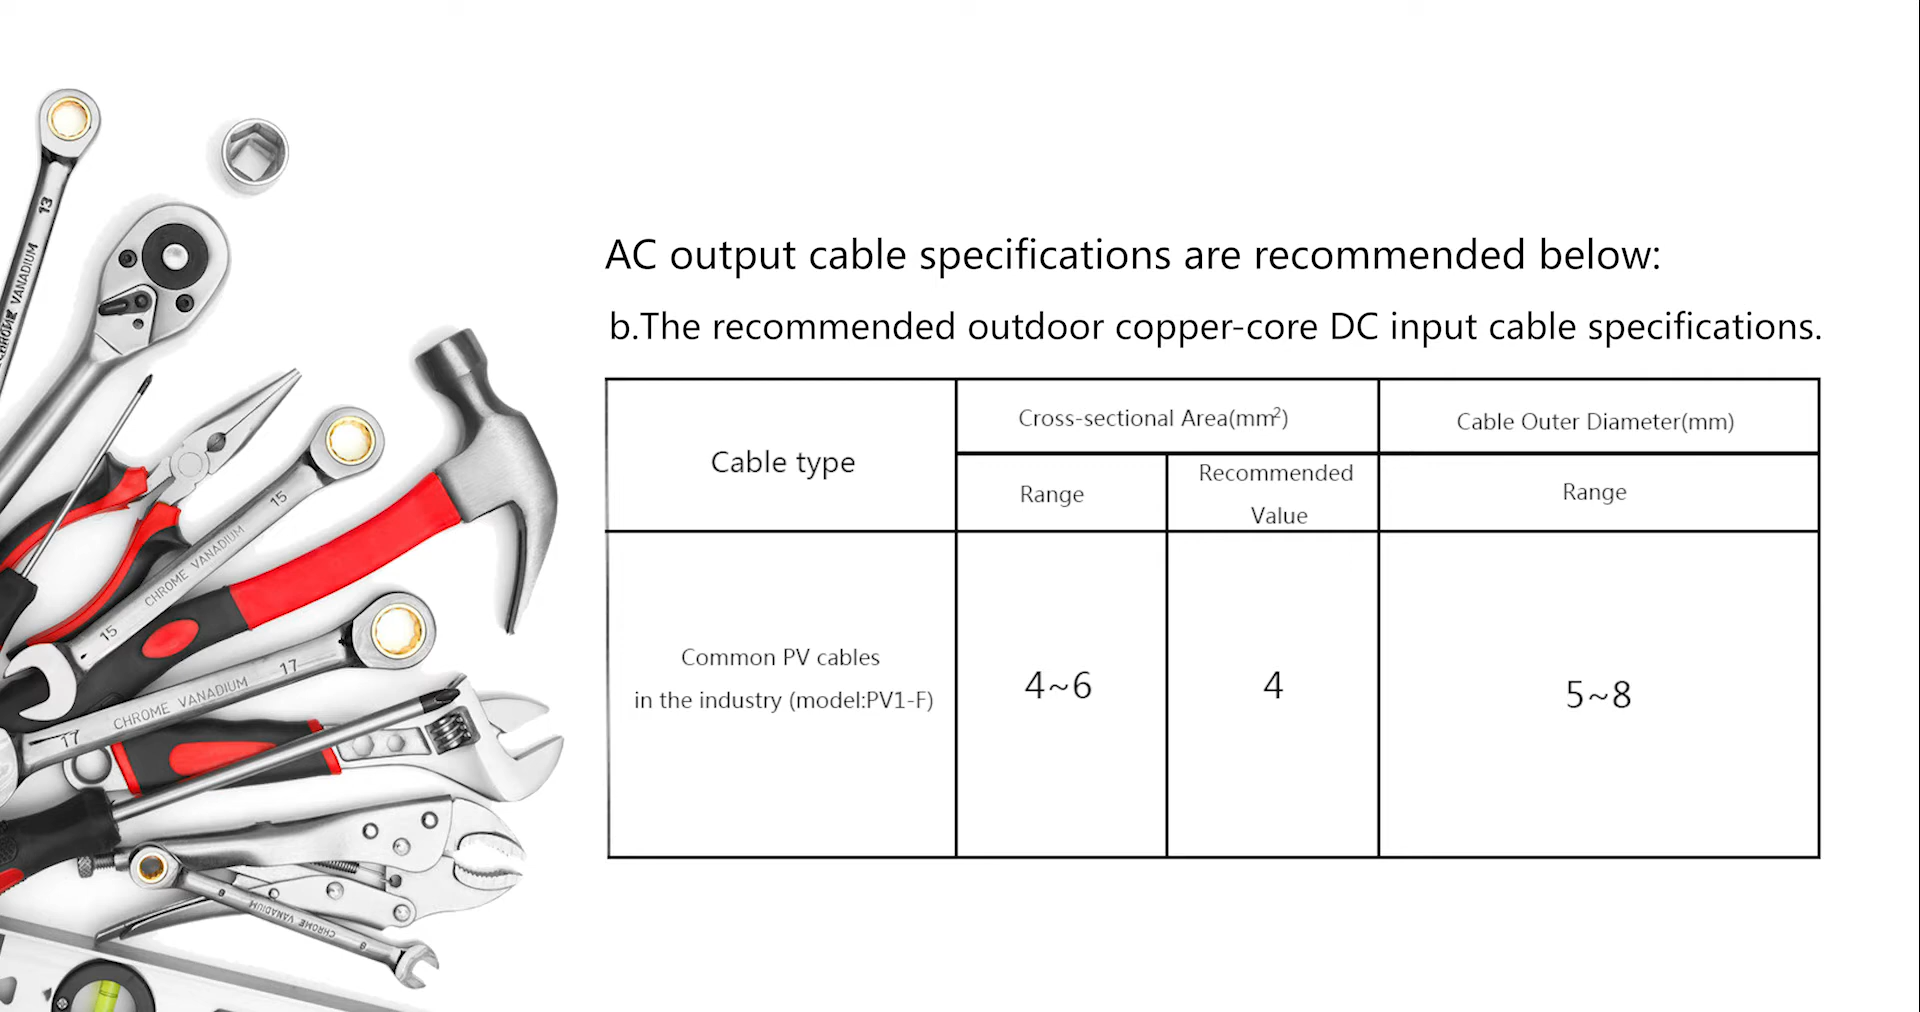 AC output cable specifications are recommended below:
b.The recommended outdoor copper-core DC input cable specifications.
Cable type
Cross-sectional Area(mm²)
Cable Outer Diameter(mm)
Range
Recommended
Value
Range
Common PV cables
in the industry (model:PV1-F)
4~6
4
5~8
13
CHROME VANADIUM
15
CHROME VANADIUM
15
17
CHROME VANADIUM
17
8
CHROME VANADIUM
8